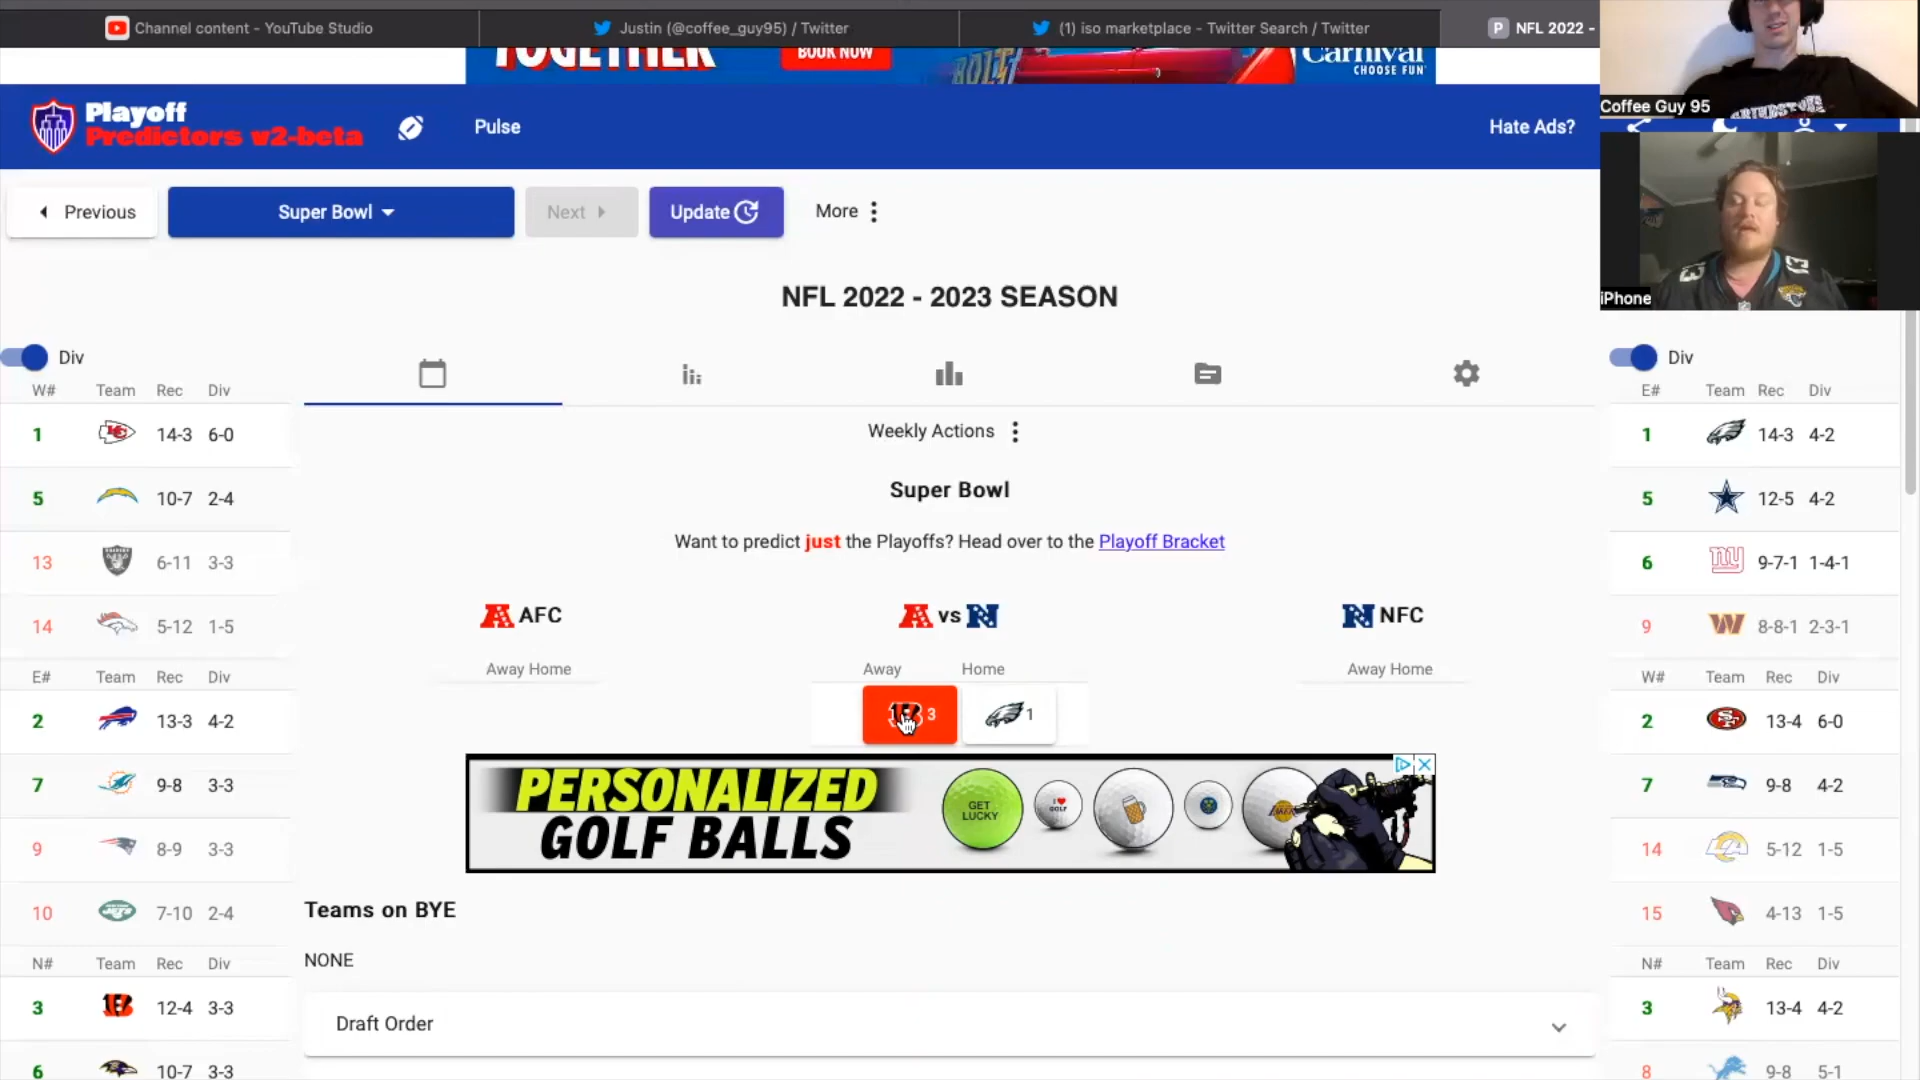 Channel content - YouTube Studio
Justin (@coffee_guy95) / Twitter
(1) iso marketplace - Twitter Search / Twitter
P NFL 2022 -
TOGETHER
BOOK NOW
BOLT
Carnival
CHOOSE FUN
Playoff
Predictors v2-beta
Pulse
Hate Ads?
Coffee Guy 95
iPhone
Previous
Super Bowl
Next
Update
More
NFL 2022 - 2023 SEASON
Div
W# Team Rec Div
1 14-3 6-0
5 10-7 2-4
13 RAIDERS 6-11 3-3
14 5-12 1-5
E# Team Rec Div
2 13-3 4-2
7 9-8 3-3
9 8-9 3-3
10 JETS 7-10 2-4
N# Team Rec Div
3 B 12-4 3-3
6 10-7 3-3
Weekly Actions
Super Bowl
Want to predict just the Playoffs? Head over to the Playoff Bracket
A AFC
A vs N
N NFC
Away Home
Away Home
Away Home
B 3
1
PERSONALIZED
GOLF BALLS
GET
LUCKY
I ♥
GOLF
LAKERS
Teams on BYE
NONE
Draft Order
Div
E# Team Rec Div
1 14-3 4-2
5 12-5 4-2
6 ny 9-7-1 1-4-1
9 W 8-8-1 2-3-1
W# Team Rec Div
2 SF 13-4 6-0
7 9-8 4-2
14 5-12 1-5
15 4-13 1-5
N# Team Rec Div
3 13-4 4-2
8 9-8 5-1